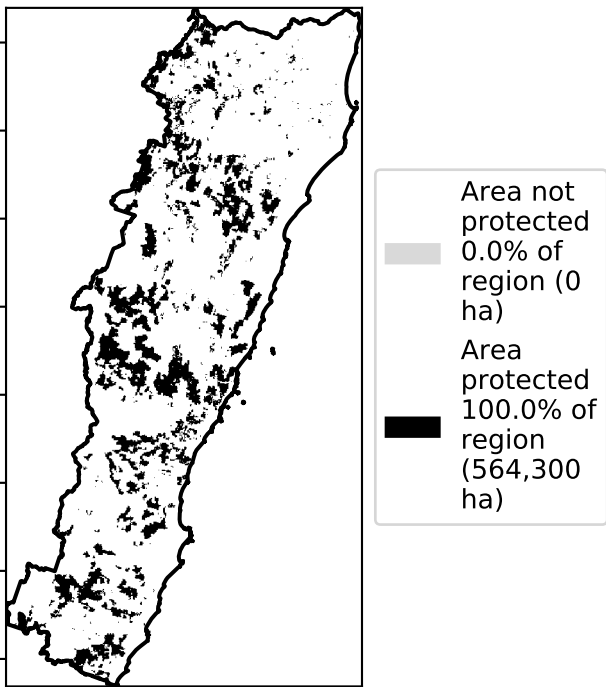 Area not
protected
0.0% of
region (0
ha)
Area
protected
100.0% of
region
(564,300
ha)